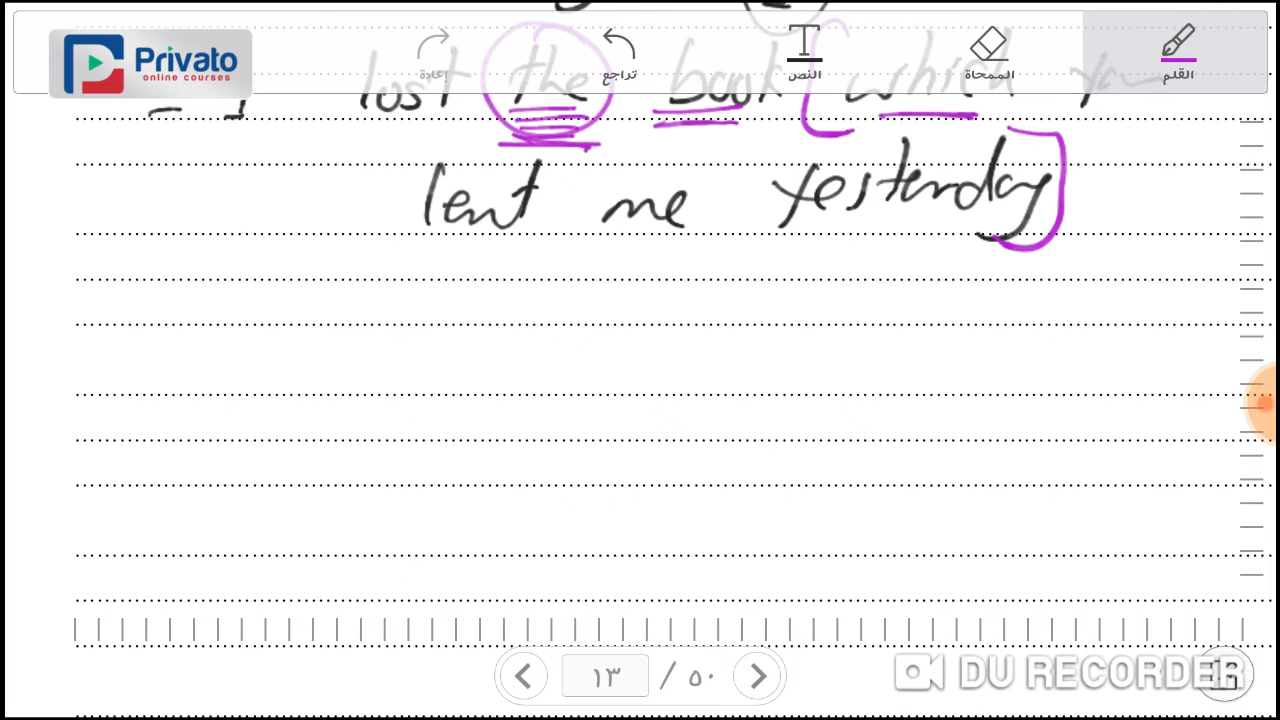 Privato
online courses
إعادة تراجع النص الممحاة القلم
- I lost the book which you
lent me yesterday
١٣ / ٥٠
DU RECORDER